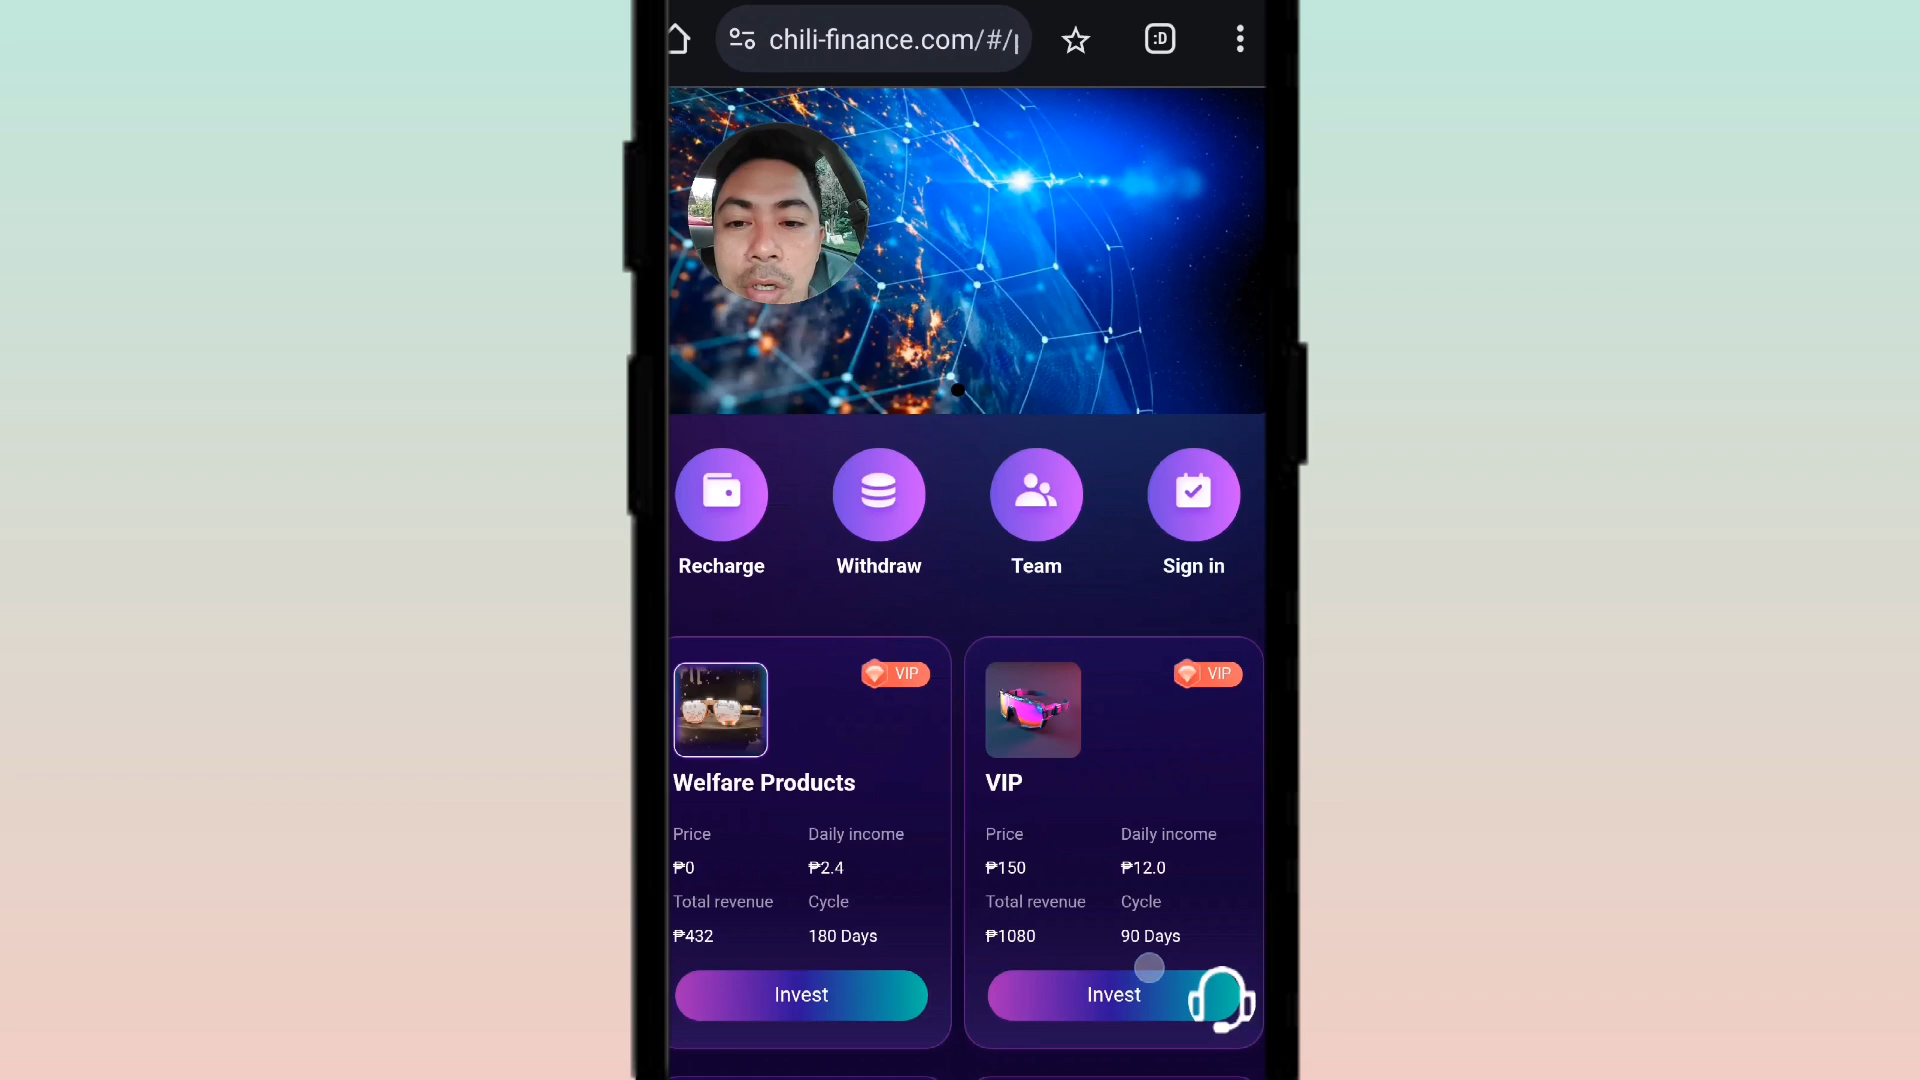 chili-finance.com/#/
:D
Recharge
Withdraw
Team
Sign in
VIP
Welfare Products
Price
Daily income
₱0
₱2.4
Total revenue
Cycle
₱432
180 Days
Invest
VIP
VIP
Price
Daily income
₱150
₱12.0
Total revenue
Cycle
₱1080
90 Days
Invest